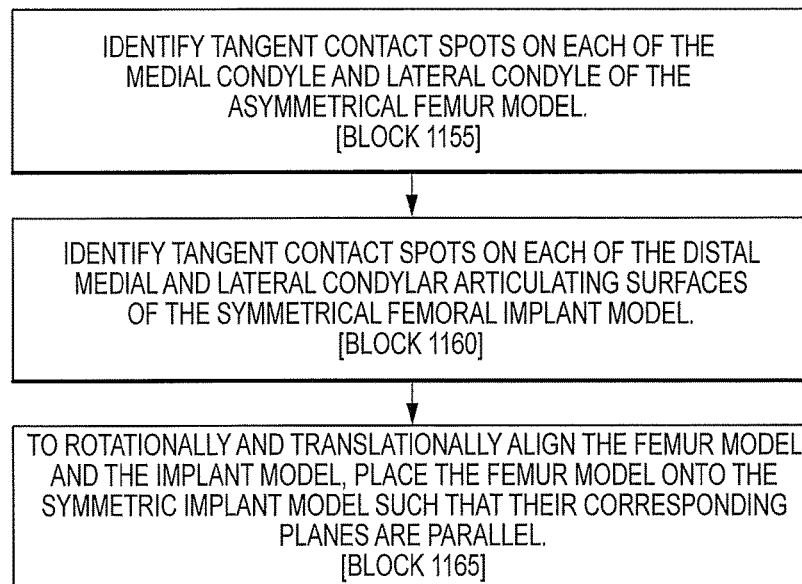 IDENTIFY TANGENT CONTACT SPOTS ON EACH OF THE
MEDIAL CONDYLE AND LATERAL CONDYLE OF THE
ASYMMETRICAL FEMUR MODEL.
[BLOCK 1155]
IDENTIFY TANGENT CONTACT SPOTS ON EACH OF THE DISTAL
MEDIAL AND LATERAL CONDYLAR ARTICULATING SURFACES
OF THE SYMMETRICAL FEMORAL IMPLANT MODEL.
[BLOCK 1160]
TO ROTATIONALLY AND TRANSLATIONALLY ALIGN THE FEMUR MODEL
AND THE IMPLANT MODEL, PLACE THE FEMUR MODEL ONTO THE
SYMMETRIC IMPLANT MODEL SUCH THAT THEIR CORRESPONDING
PLANES ARE PARALLEL.
[BLOCK 1165]